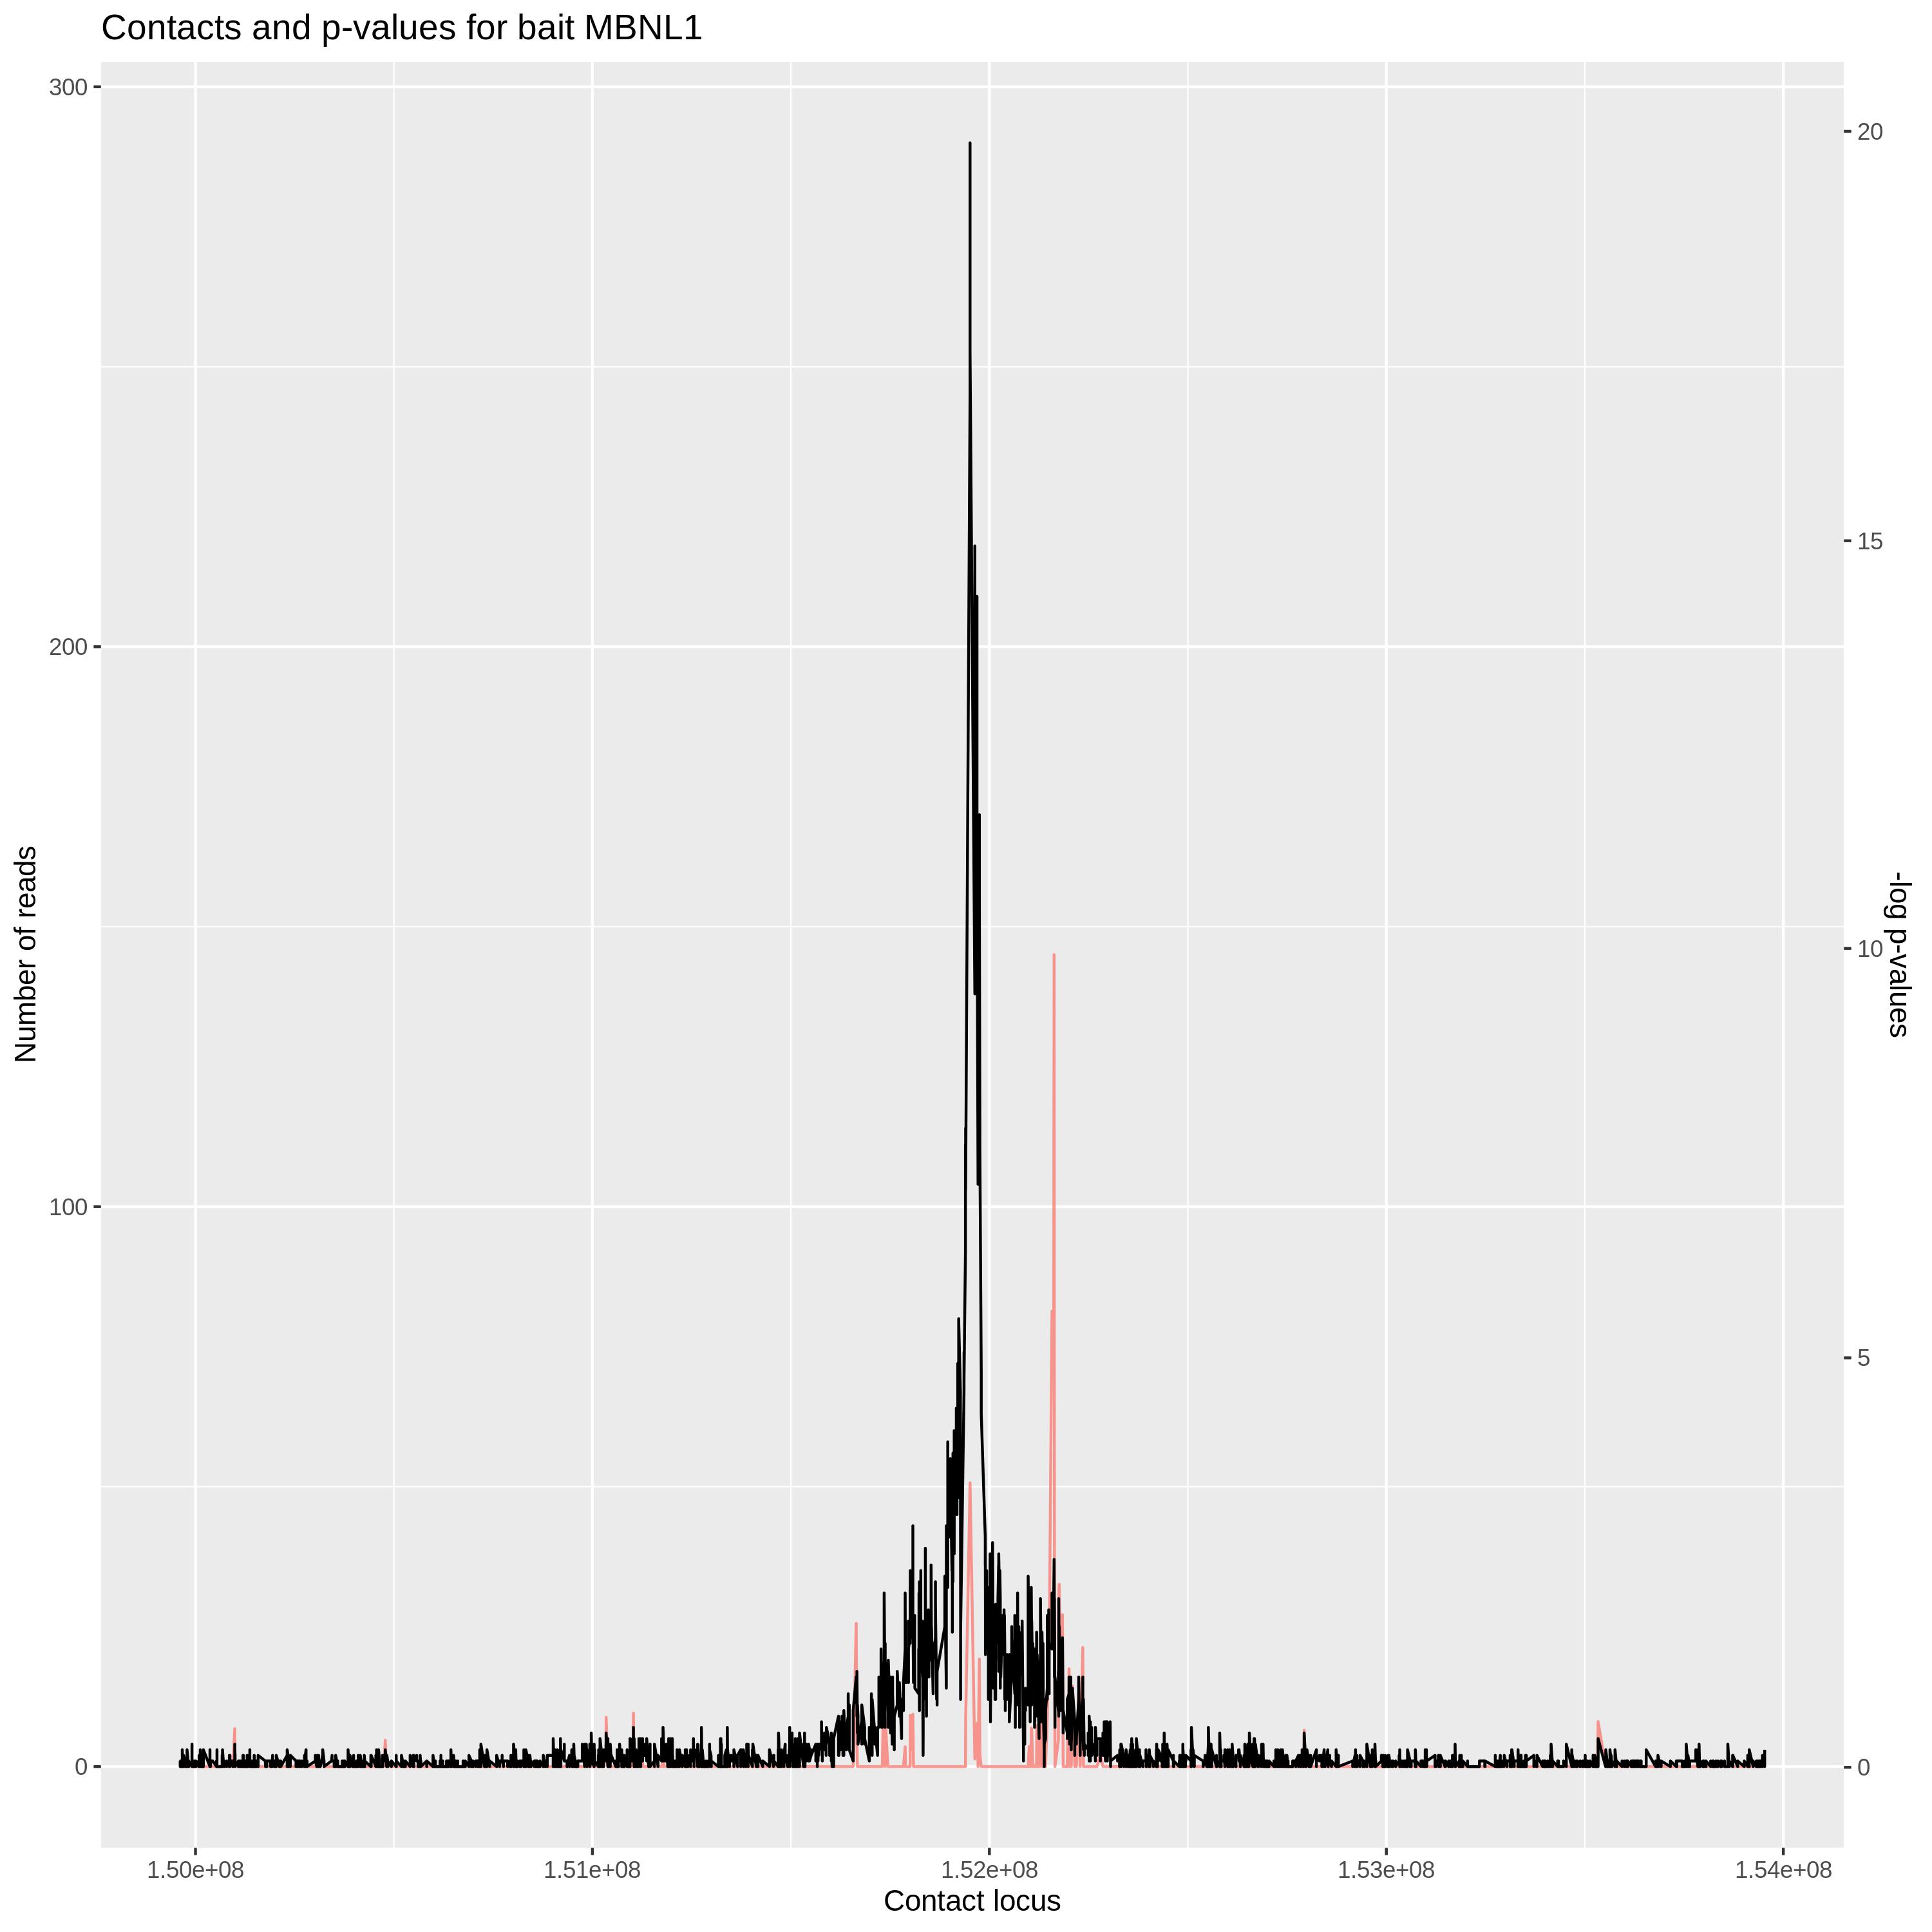 Contacts and p-values for bait MBNL1
300
200
100
0
Number of reads
20
15
10
5
0
-log p-values
1.50e+08 1.51e+08 1.52e+08 1.53e+08 1.54e+08
Contact locus